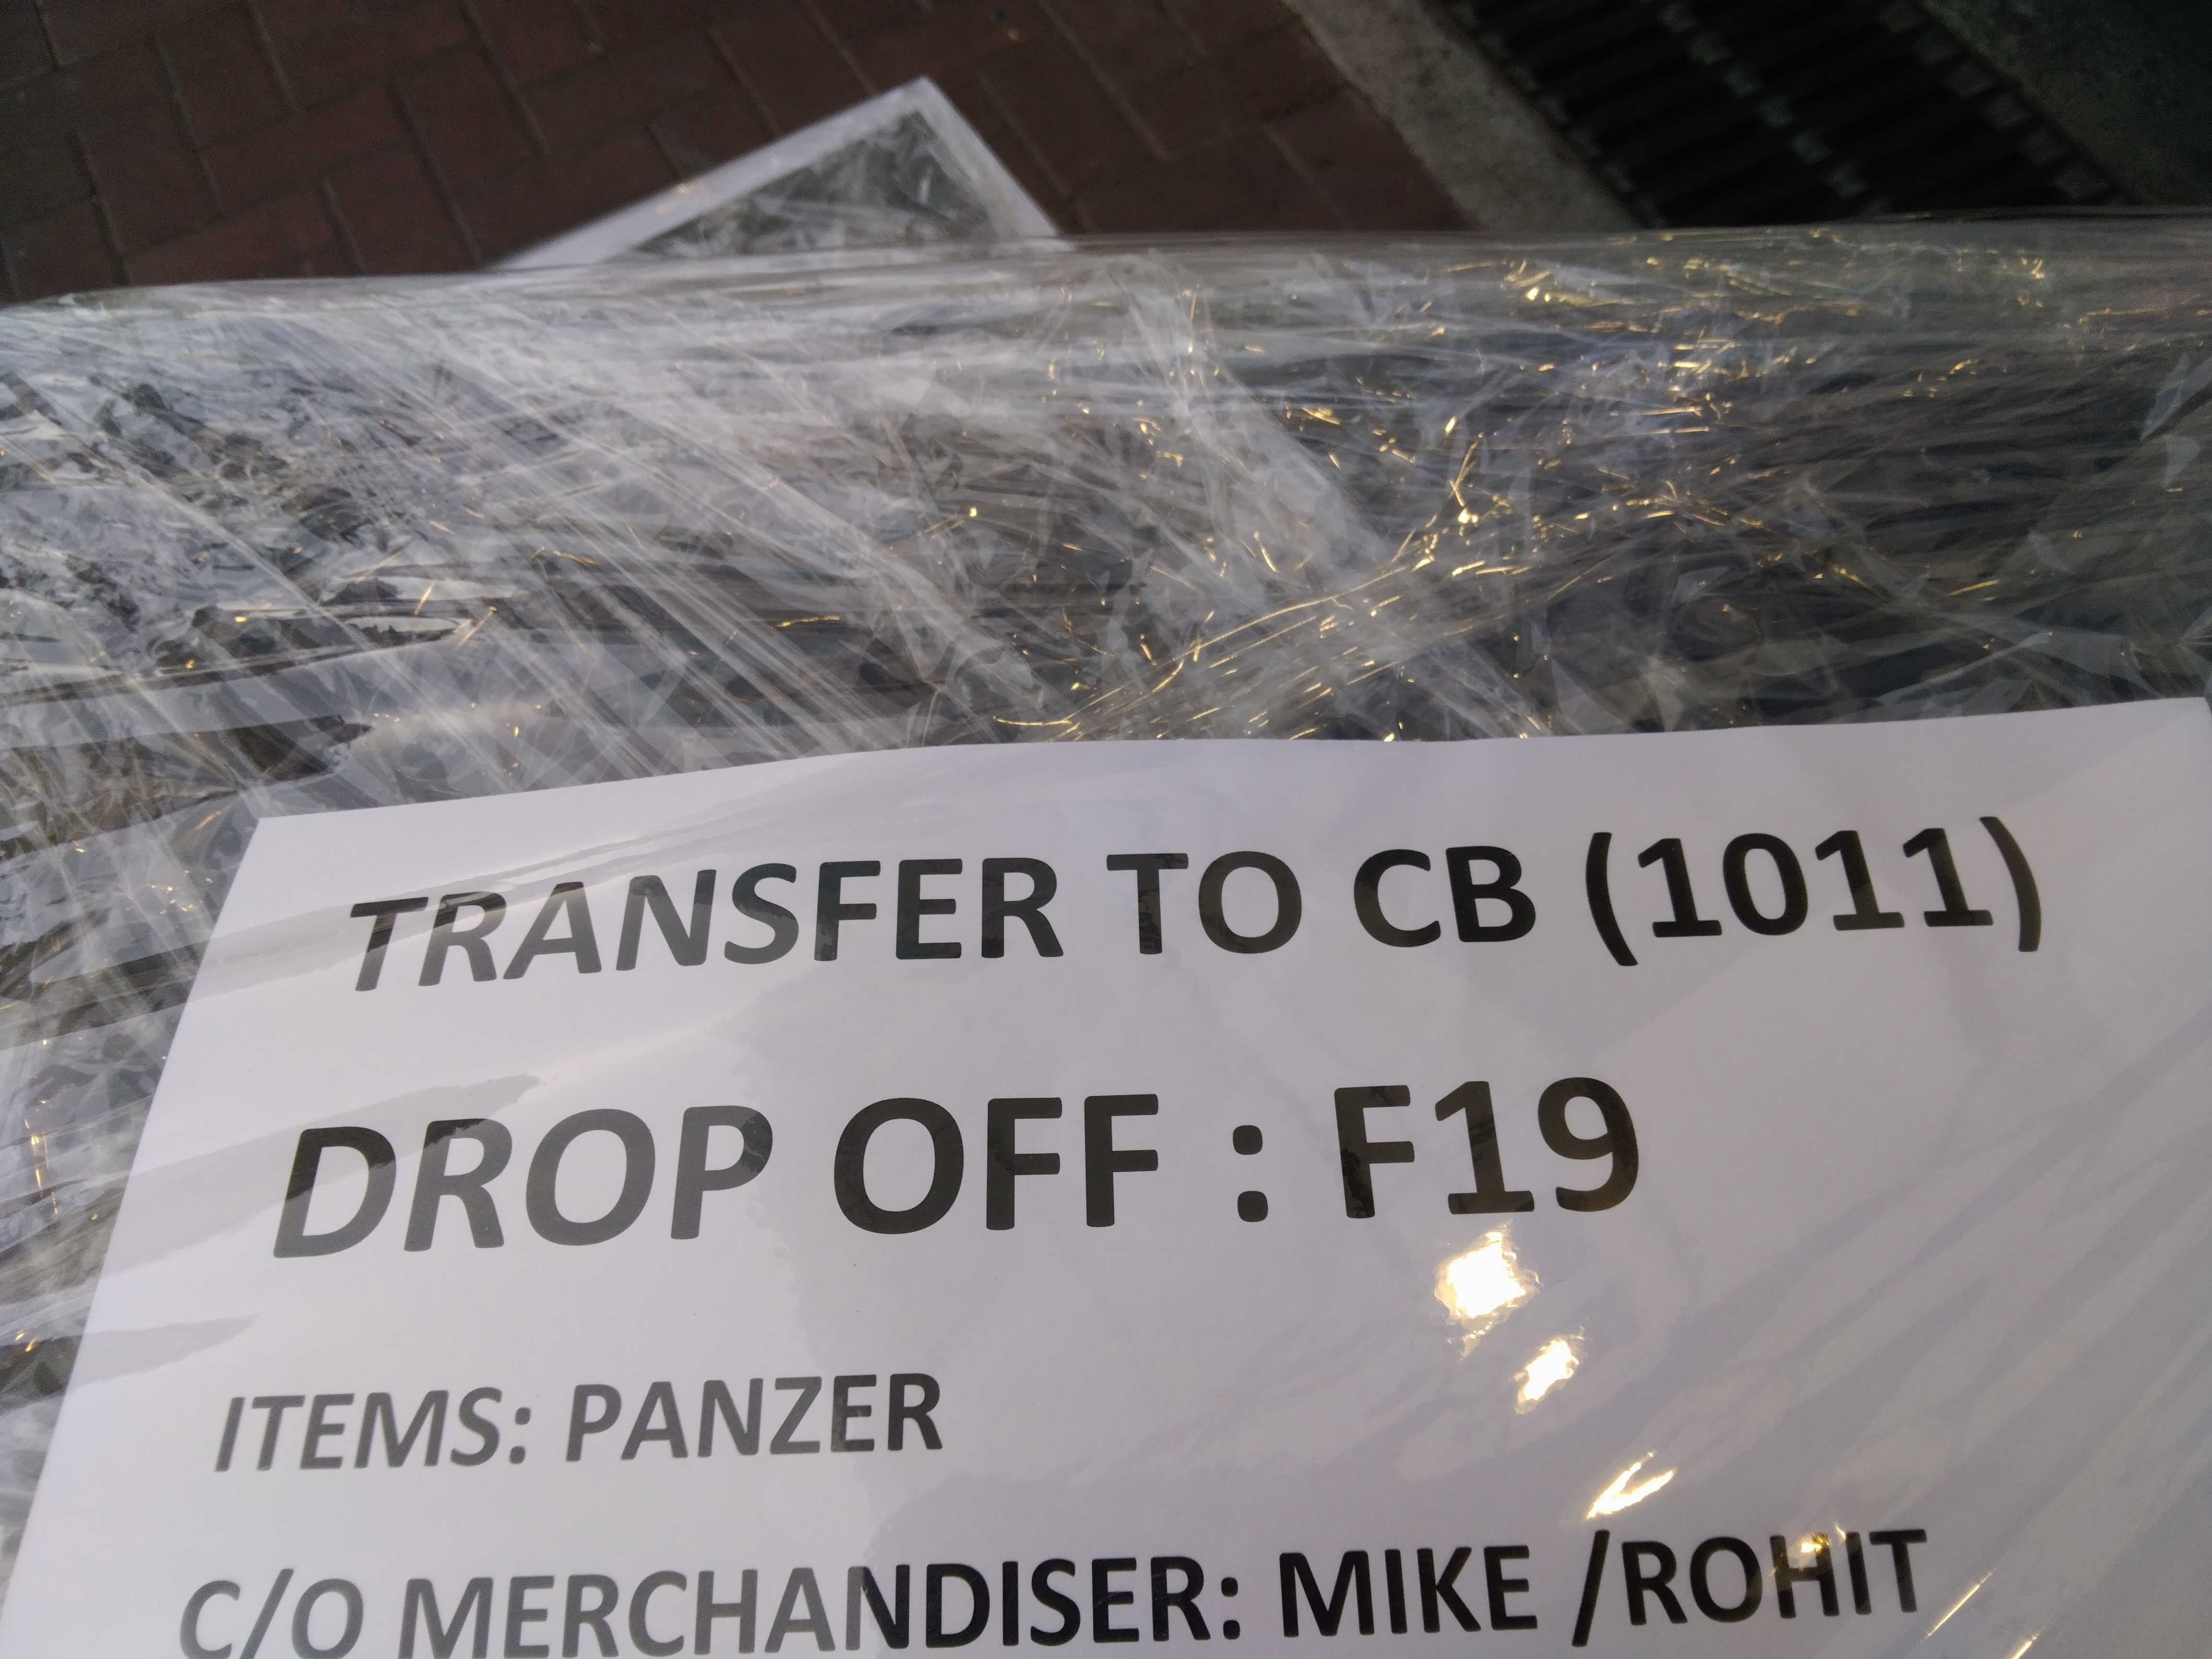 TRANSFER TO CB (1011)
DROP OFF : F19
ITEMS: PANZER
C/O MERCHANDISER: MIKE /ROHIT